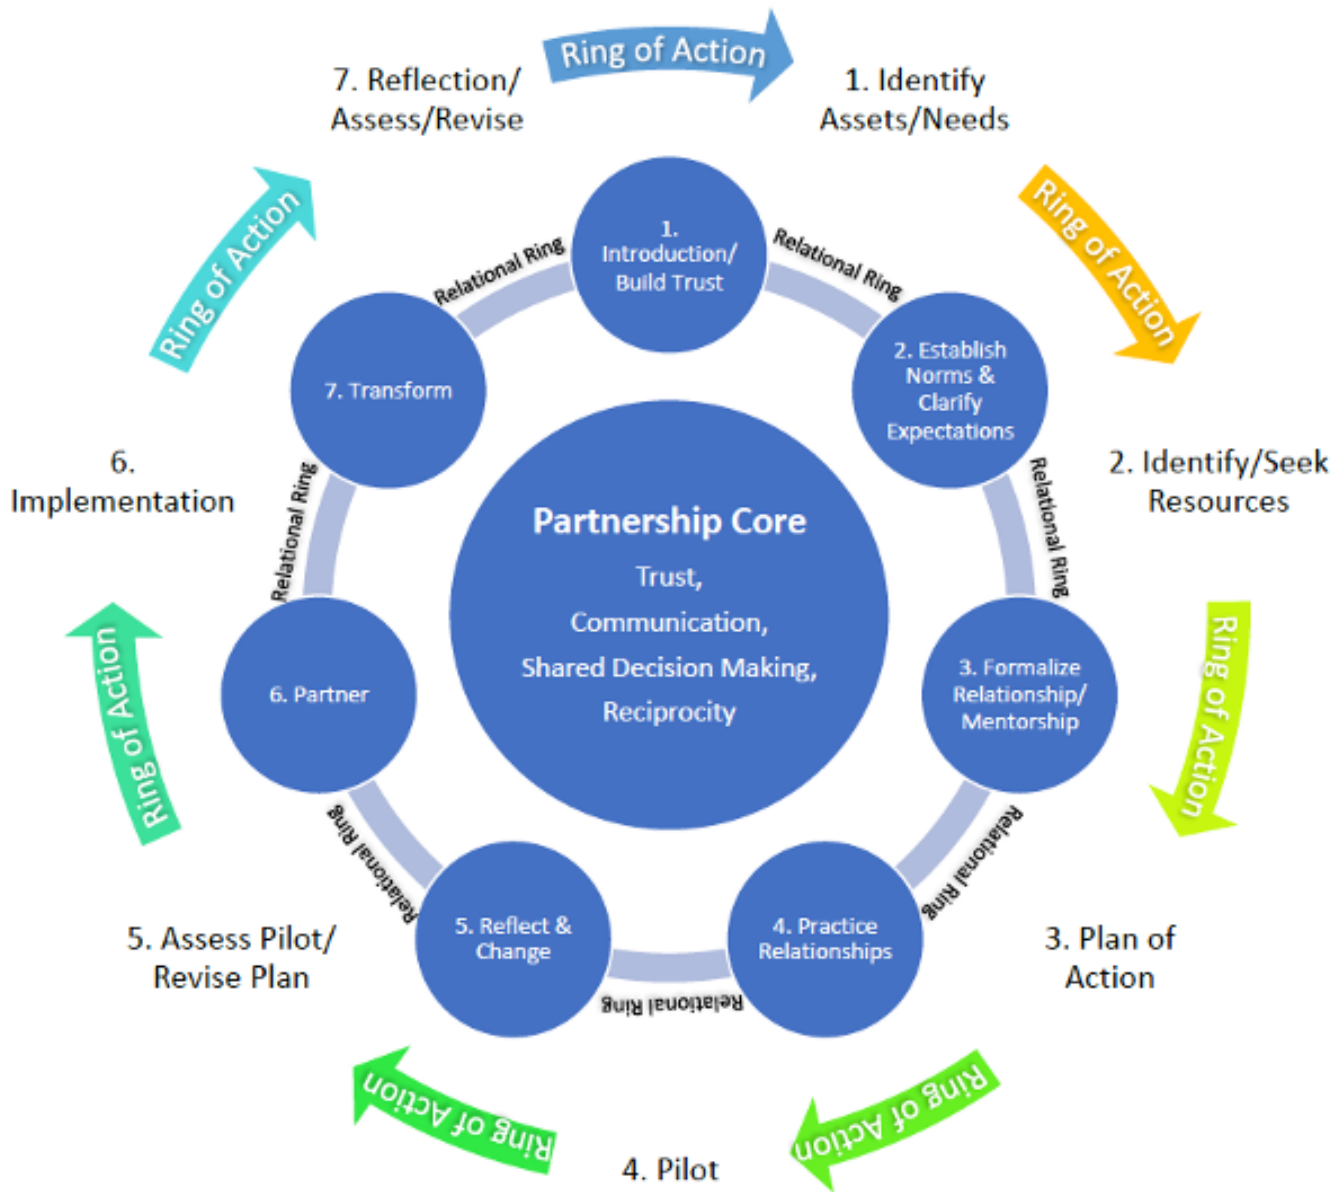 Ring of Action
7. Reflection/
Assess/Revise
1. Identify
Assets/Needs
Ring of Action
Ring of Action
1.
Introduction/
Build Trust
Relational Ring
Relational Ring
2. Establish
Norms &
Clarify
Expectations
7. Transform
6.
Implementation
2. Identify/Seek
Resources
Relational Ring
Relational Ring
Partnership Core
Trust,
Communication,
Shared Decision Making,
Reciprocity
Ring of Action
Ring of Action
6. Partner
3. Formalize
Relationship/
Mentorship
Relational Ring
Relational Ring
5. Reflect &
Change
4. Practice
Relationships
Relational Ring
5. Assess Pilot/
Revise Plan
3. Plan of
Action
Ring of Action
Ring of Action
4. Pilot